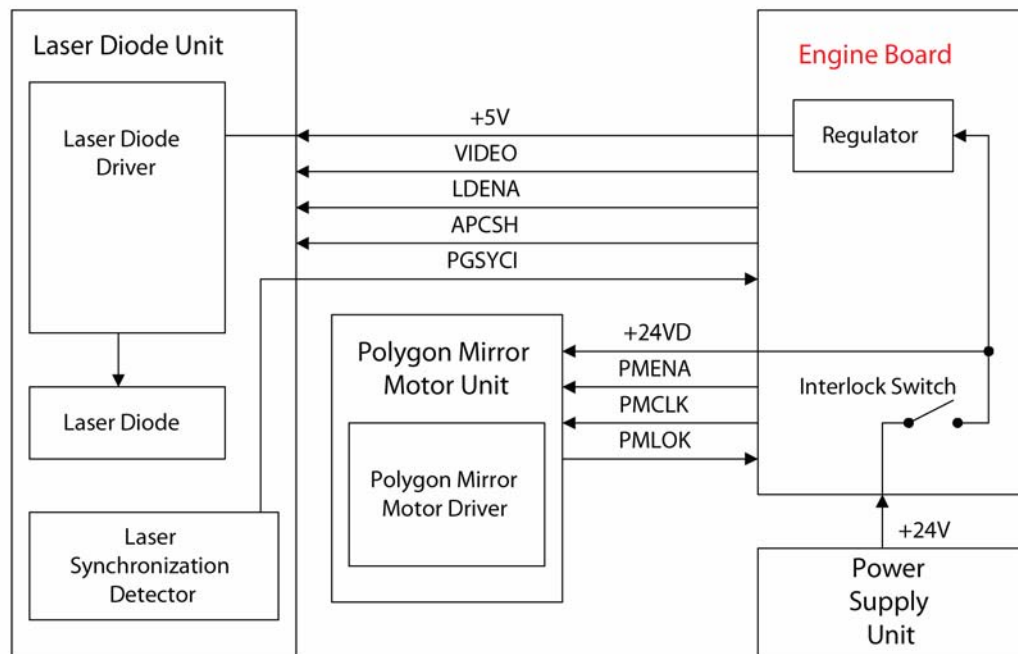 Laser Diode Unit
Laser Diode
Driver
Laser Diode
Laser
Synchronization
Detector
+5V
VIDEO
LDENA
APCSH
PGSYCI
Polygon Mirror
Motor Unit
Polygon Mirror
Motor Driver
+24VD
PMENA
PMCLK
PMLOK
Engine Board
Regulator
Interlock Switch
+24V
Power
Supply
Unit